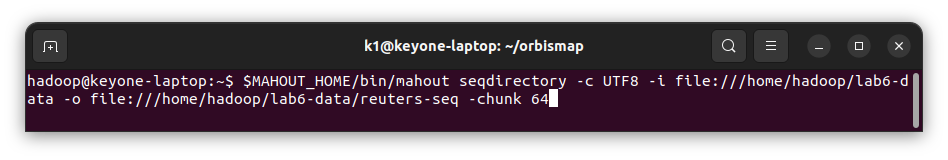 k1@keyone-laptop: ~/orbismap
hadoop@keyone-laptop:~$ $MAHOUT_HOME/bin/mahout seqdirectory -c UTF8 -i file:///home/hadoop/lab6-d
ata -o file:///home/hadoop/lab6-data/reuters-seq -chunk 64